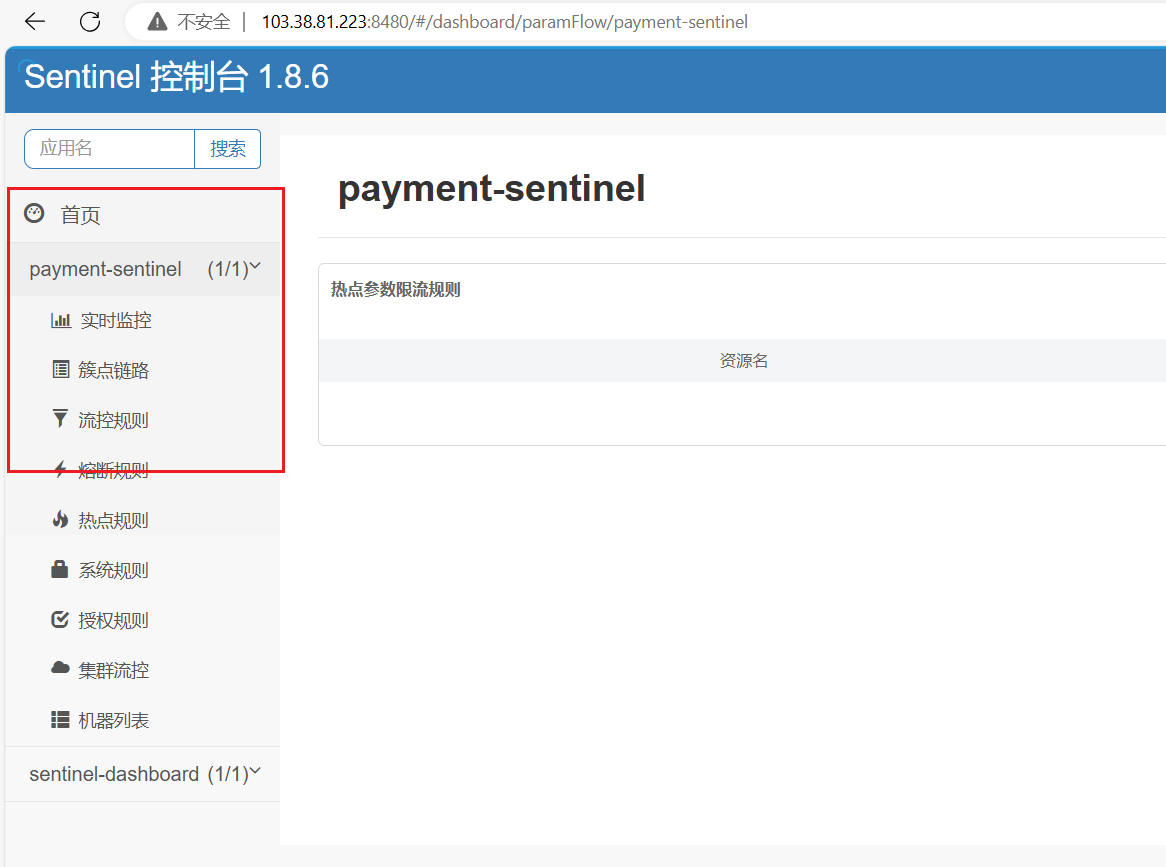 不安全 | 103.38.81.223:8480/#/dashboard/paramFlow/payment-sentinel
Sentinel 控制台 1.8.6
应用名 搜索
首页
payment-sentinel (1/1)
实时监控
簇点链路
流控规则
熔断规则
热点规则
系统规则
授权规则
集群流控
机器列表
sentinel-dashboard (1/1)
payment-sentinel
热点参数限流规则
资源名